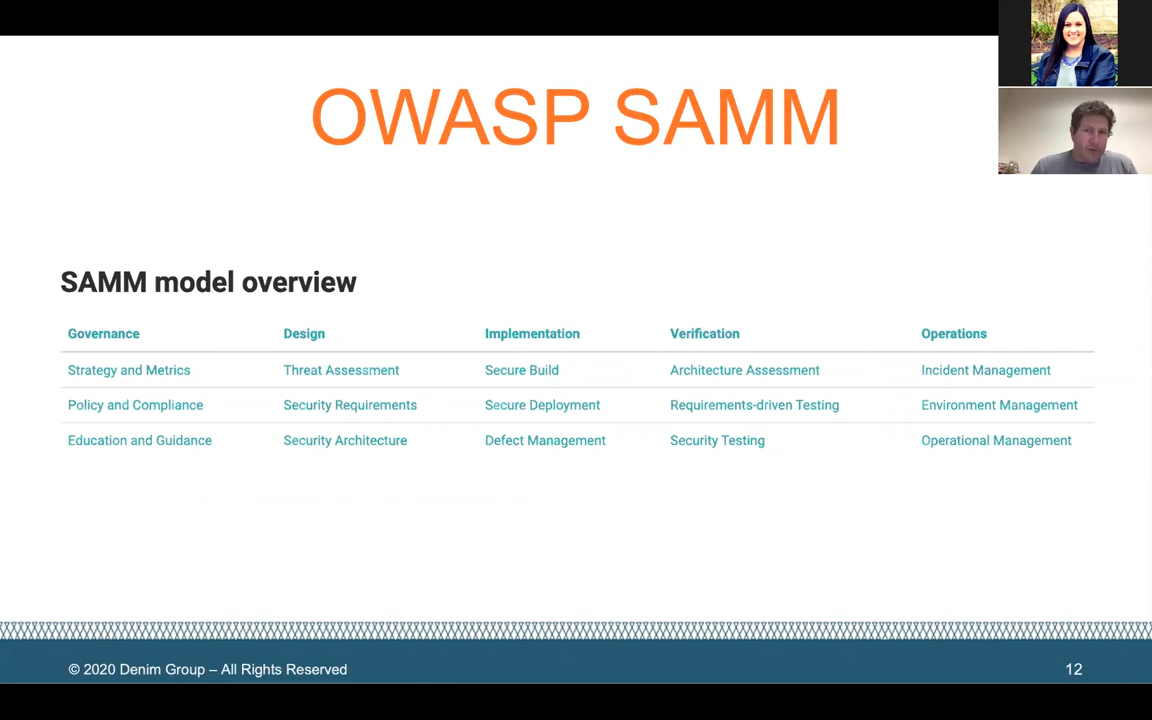 OWASP SAMM
SAMM model overview
Governance Design Implementation Verification Operations
Strategy and Metrics Threat Assessment Secure Build Architecture Assessment Incident Management
Policy and Compliance Security Requirements Secure Deployment Requirements-driven Testing Environment Management
Education and Guidance Security Architecture Defect Management Security Testing Operational Management
© 2020 Denim Group – All Rights Reserved 12